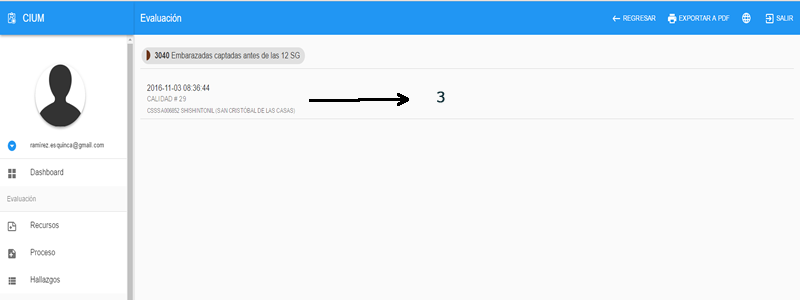 CIUM
Evaluación
REGRESAR
EXPORTAR A PDF
SALIR
3040 Embarazadas captadas antes de las 12 SG
2016-11-03 08:36:44
CALIDAD # 29
CSSSA006852 SHISHINTONIL (SAN CRISTÓBAL DE LAS CASAS)
3
ramirez.esquinca@gmail.com
Dashboard
Evaluación
Recursos
Proceso
Hallazgos